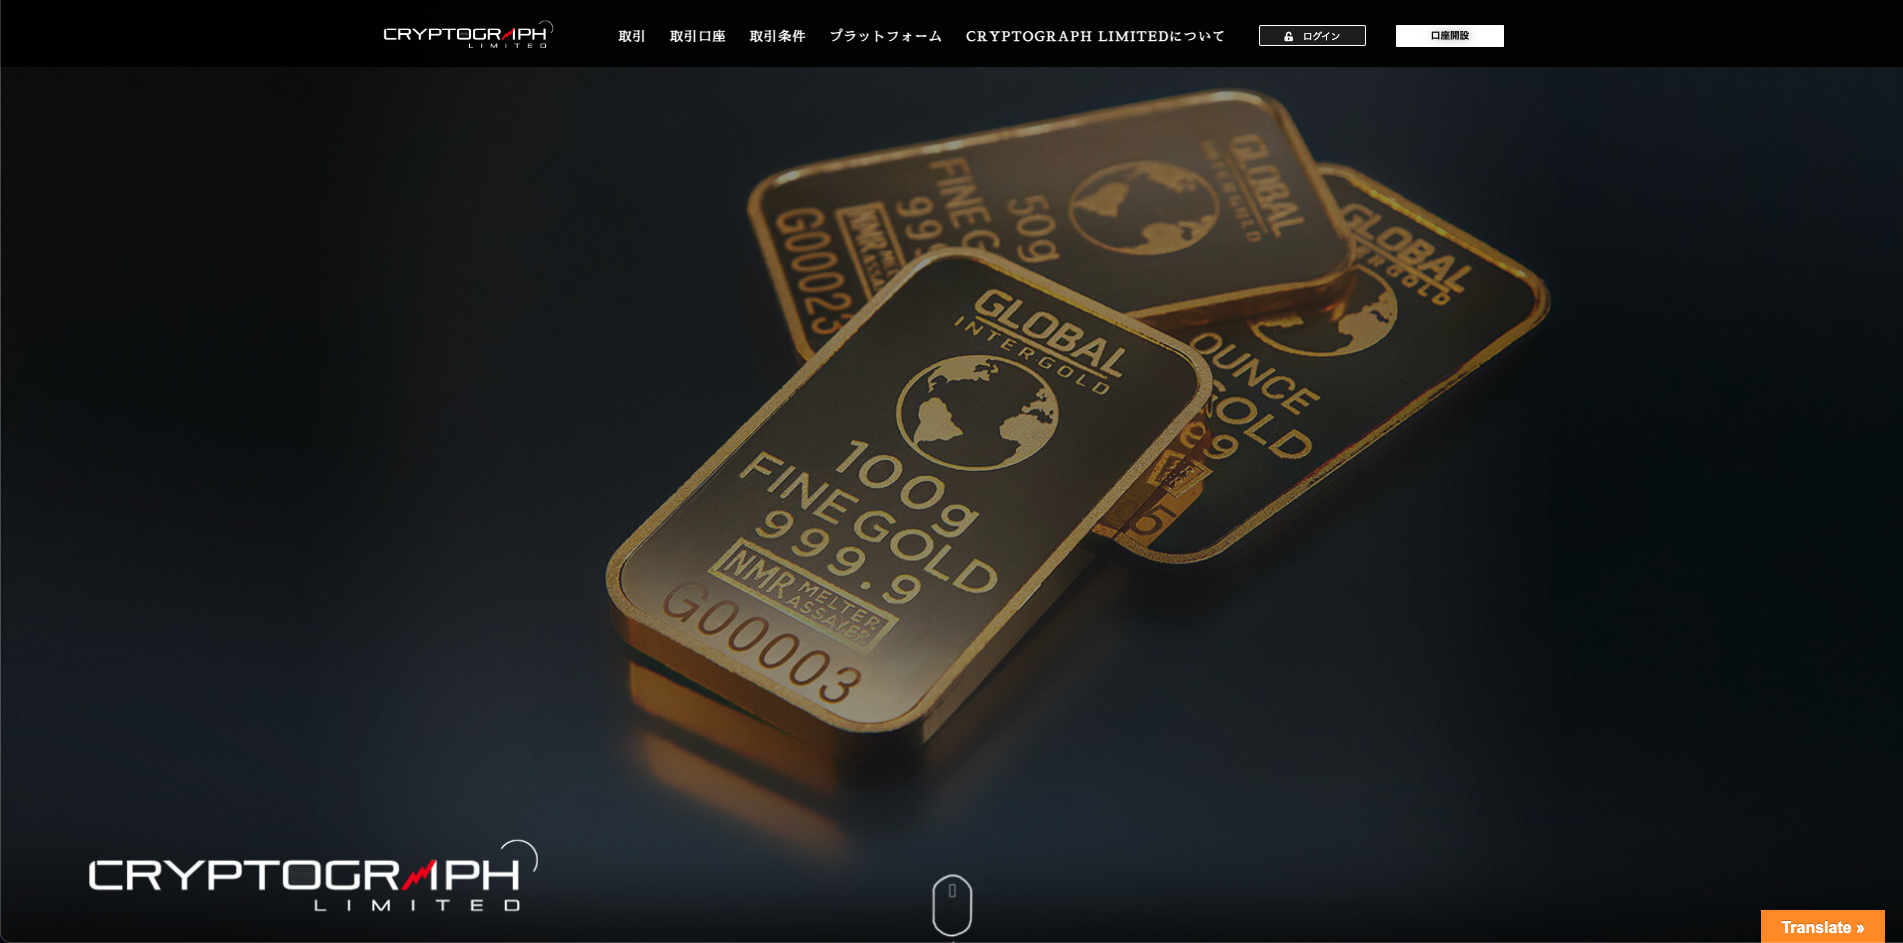 CRYPTOGRAPH
LIMITED
取引
取引口座
取引条件
プラットフォーム
CRYPTOGRAPH LIMITEDについて
ログイン
口座開設
GLOBAL
INTERGOLD
50g
FINE G
999
NMR
G00023
GLOBAL
INTERGOLD
OUNCE
GOLD
GLOBAL
INTERGOLD
100g
FINE GOLD
999.9
NMR MELTER
ASSAYER
G00003
CRYPTOGRAPH
LIMITED
Translate »